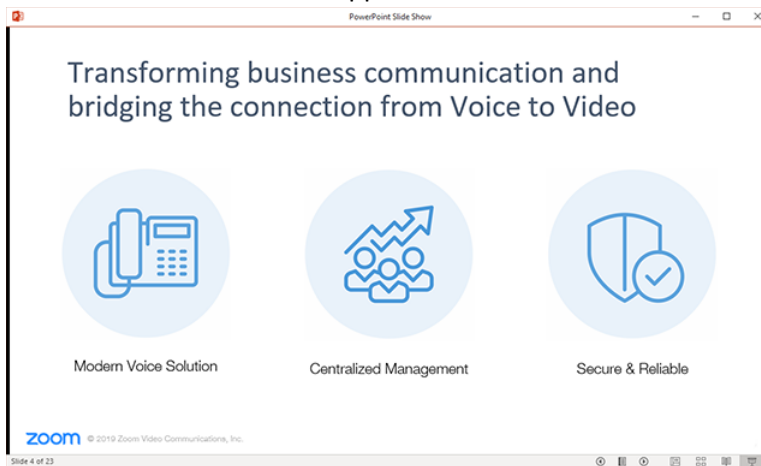 PowerPoint Slide Show
Transforming business communication and
bridging the connection from Voice to Video
Modern Voice Solution
Centralized Management
Secure & Reliable
zoom © 2019 Zoom Video Communications, Inc.
Slide 4 of 23